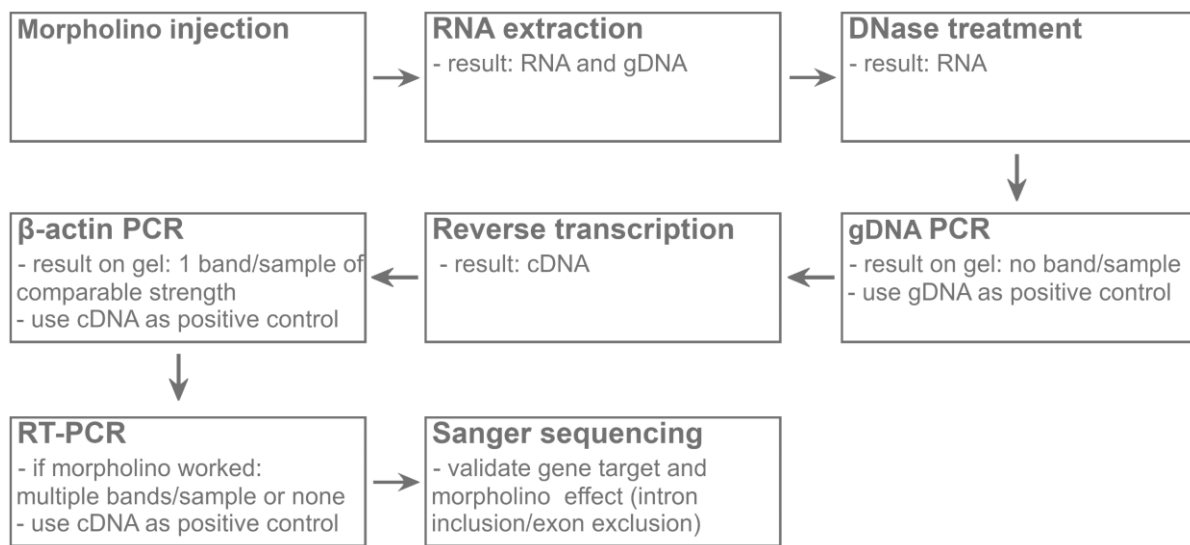 Morpholino injection
RNA extraction
- result: RNA and gDNA
DNase treatment
- result: RNA
gDNA PCR
- result on gel: no band/sample
- use gDNA as positive control
Reverse transcription
- result: cDNA
β-actin PCR
- result on gel: 1 band/sample of
comparable strength
- use cDNA as positive control
RT-PCR
- if morpholino worked:
multiple bands/sample or none
- use cDNA as positive control
Sanger sequencing
- validate gene target and
morpholino effect (intron
inclusion/exon exclusion)